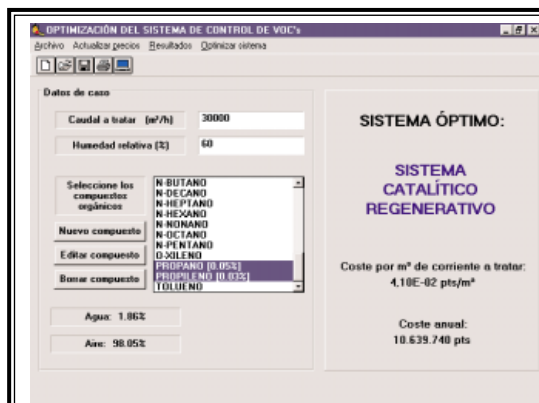 OPTIMIZACIÓN DEL SISTEMA DE CONTROL DE VOC's
Archivo Actualizar precios Resultados Optimizar sistema
Datos de caso
Caudal a tratar (m³/h) 30000
Humedad relativa (%) 60
Seleccione los
compuestos
orgánicos
Nuevo compuesto
Editar compuesto
Borrar compuesto
N-BUTANO
N-DECANO
N-HEPTANO
N-HEXANO
N-NONANO
N-OCTANO
N-PENTANO
O-XILENO
PROPANO [0.05%]
PROPILENO [0.03%]
TOLUENO
Agua: 1.86%
Aire: 98.05%
SISTEMA ÓPTIMO:
SISTEMA
CATALÍTICO
REGENERATIVO
Coste por m³ de corriente a tratar:
4,10E-02 pts/m³
Coste anual:
10.639.740 pts